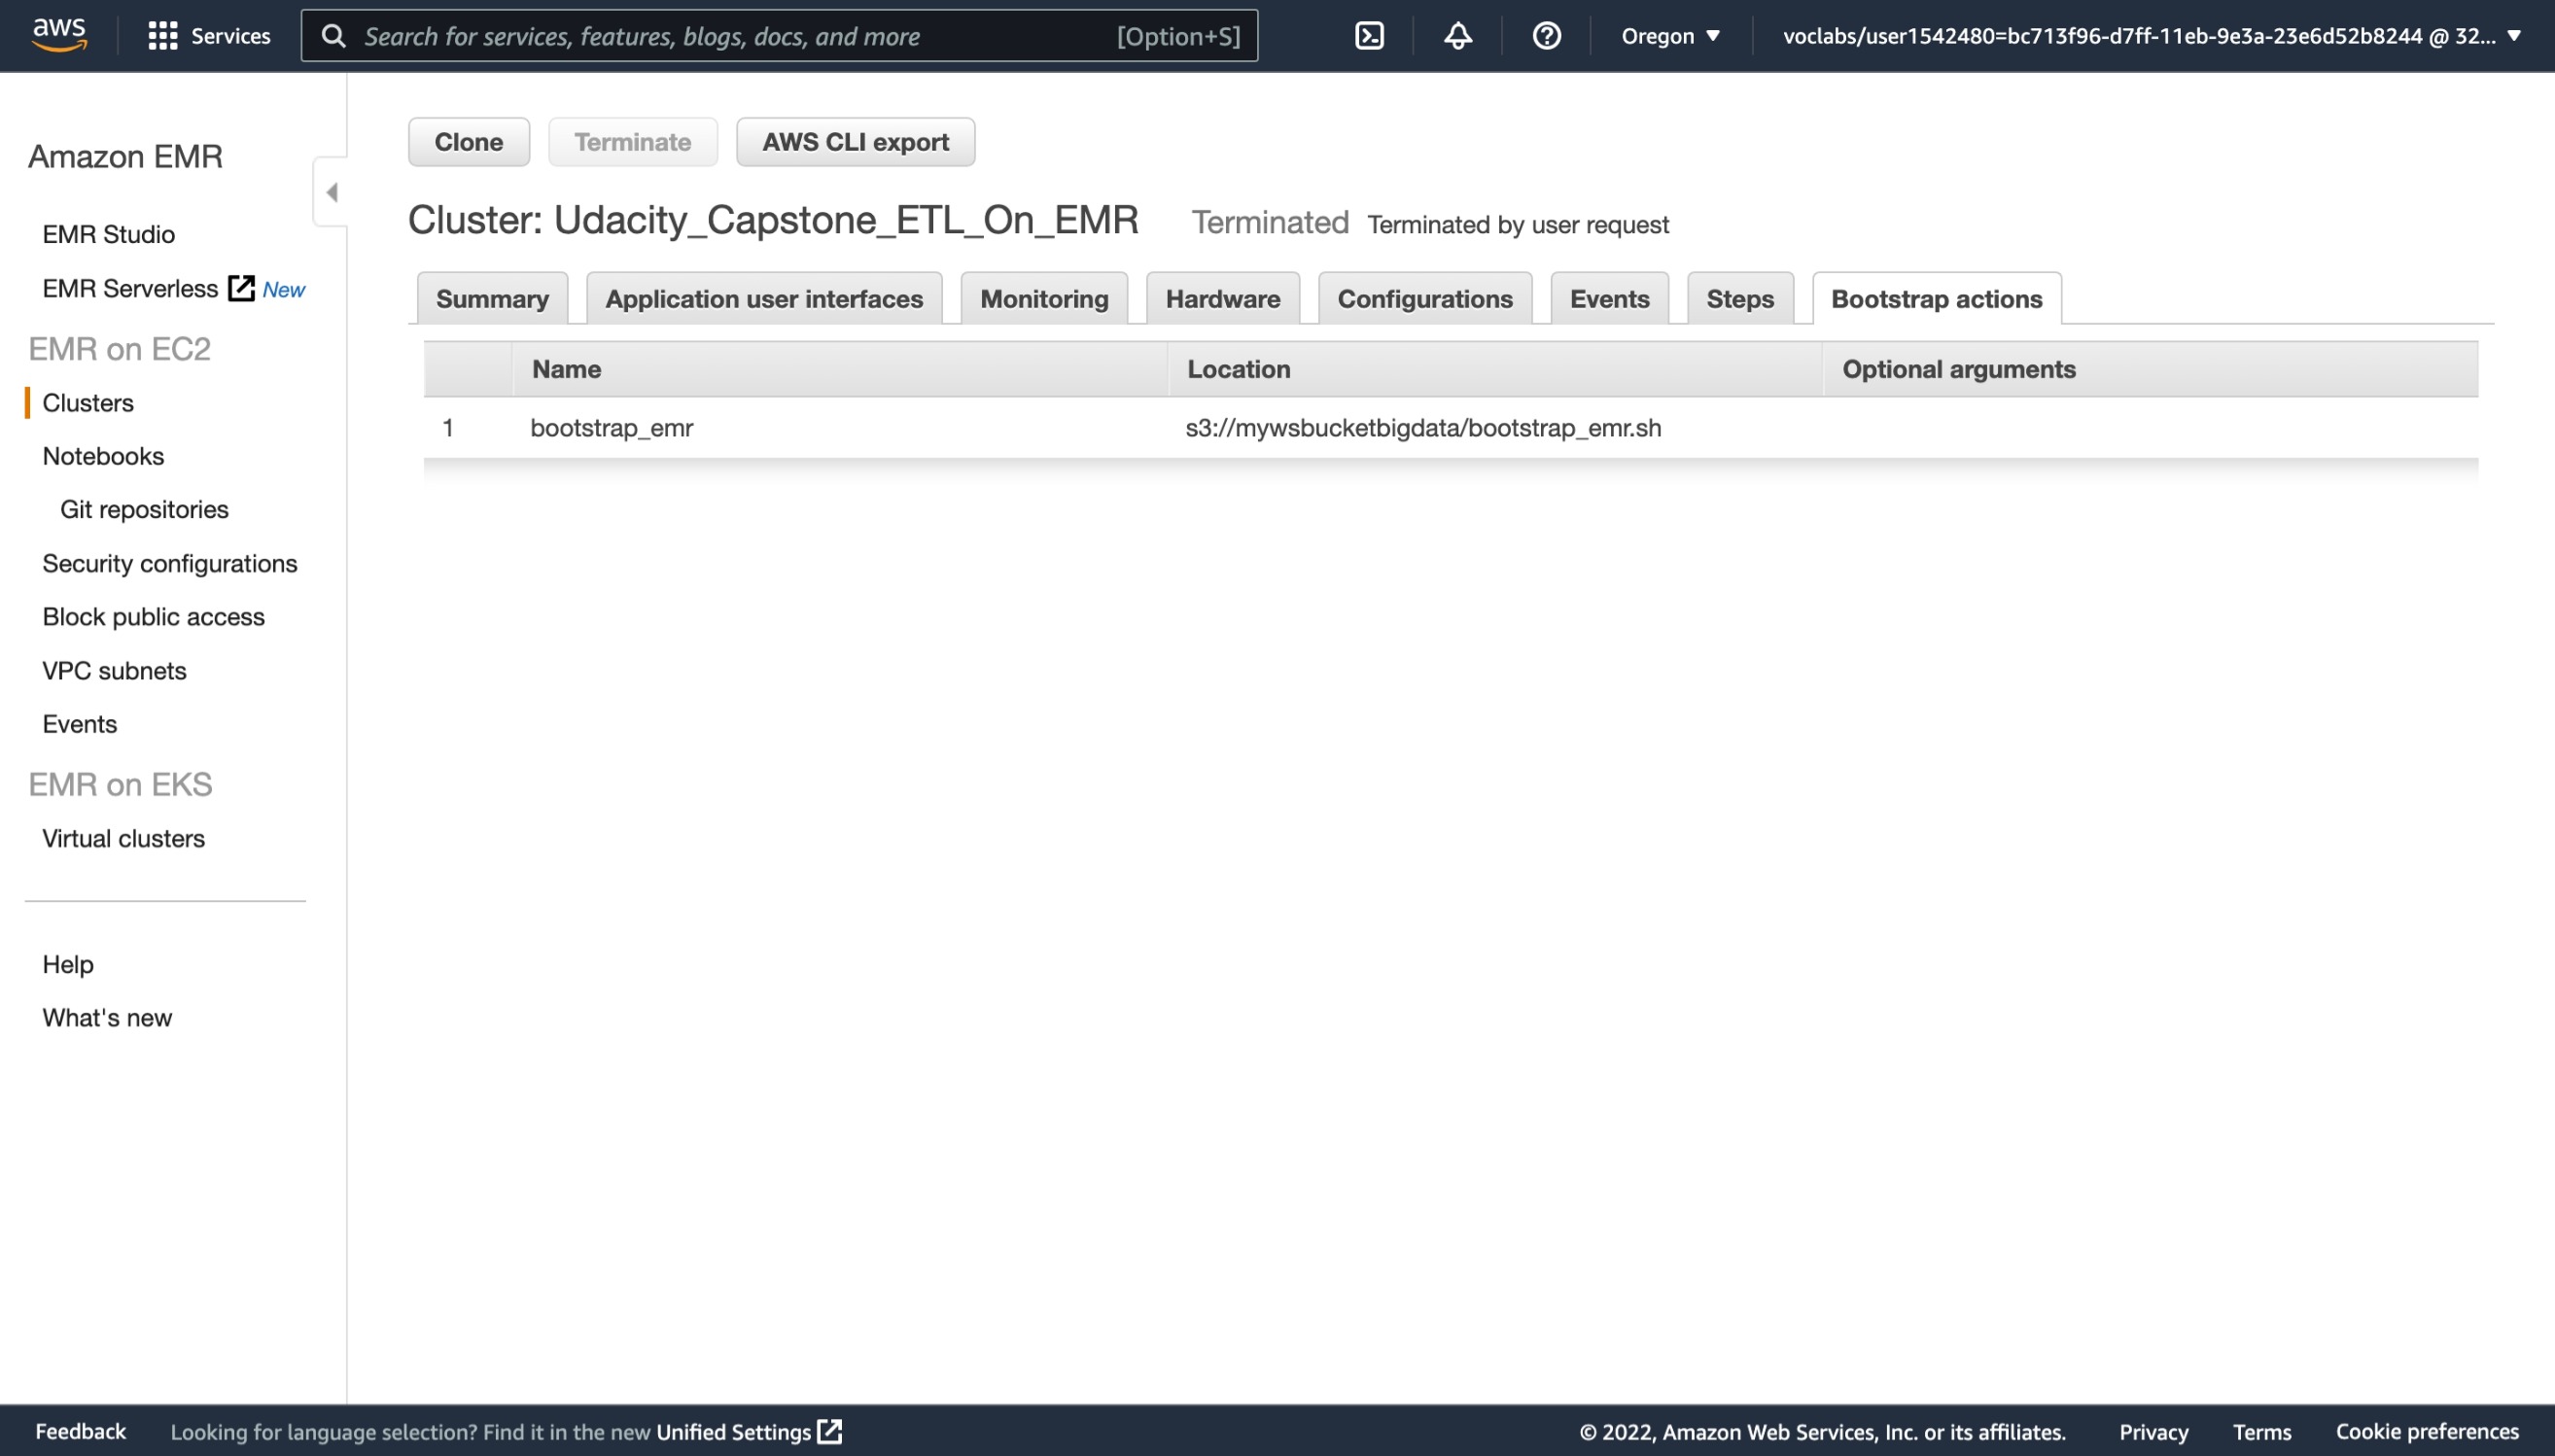 aws
Services
Search for services, features, blogs, docs, and more [Option+S]
Oregon
voclabs/user1542480=bc713f96-d7ff-11eb-9e3a-23e6d52b8244 @ 32...
Amazon EMR
EMR Studio
EMR Serverless New
EMR on EC2
Clusters
Notebooks
Git repositories
Security configurations
Block public access
VPC subnets
Events
EMR on EKS
Virtual clusters
Help
What's new
Clone Terminate AWS CLI export
Cluster: Udacity_Capstone_ETL_On_EMR Terminated Terminated by user request
Summary Application user interfaces Monitoring Hardware Configurations Events Steps Bootstrap actions
Name Location Optional arguments
1 bootstrap_emr s3://mywsbucketbigdata/bootstrap_emr.sh
Feedback Looking for language selection? Find it in the new Unified Settings
© 2022, Amazon Web Services, Inc. or its affiliates. Privacy Terms Cookie preferences